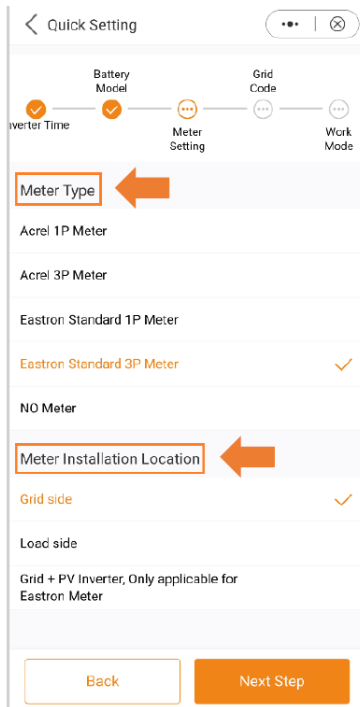 Quick Setting
Battery
Model
Grid
Code
nverter Time
Meter
Setting
Work
Mode
Meter Type
Acrel 1P Meter
Acrel 3P Meter
Eastron Standard 1P Meter
Eastron Standard 3P Meter
NO Meter
Meter Installation Location
Grid side
Load side
Grid + PV Inverter, Only applicable for
Eastron Meter
Back
Next Step